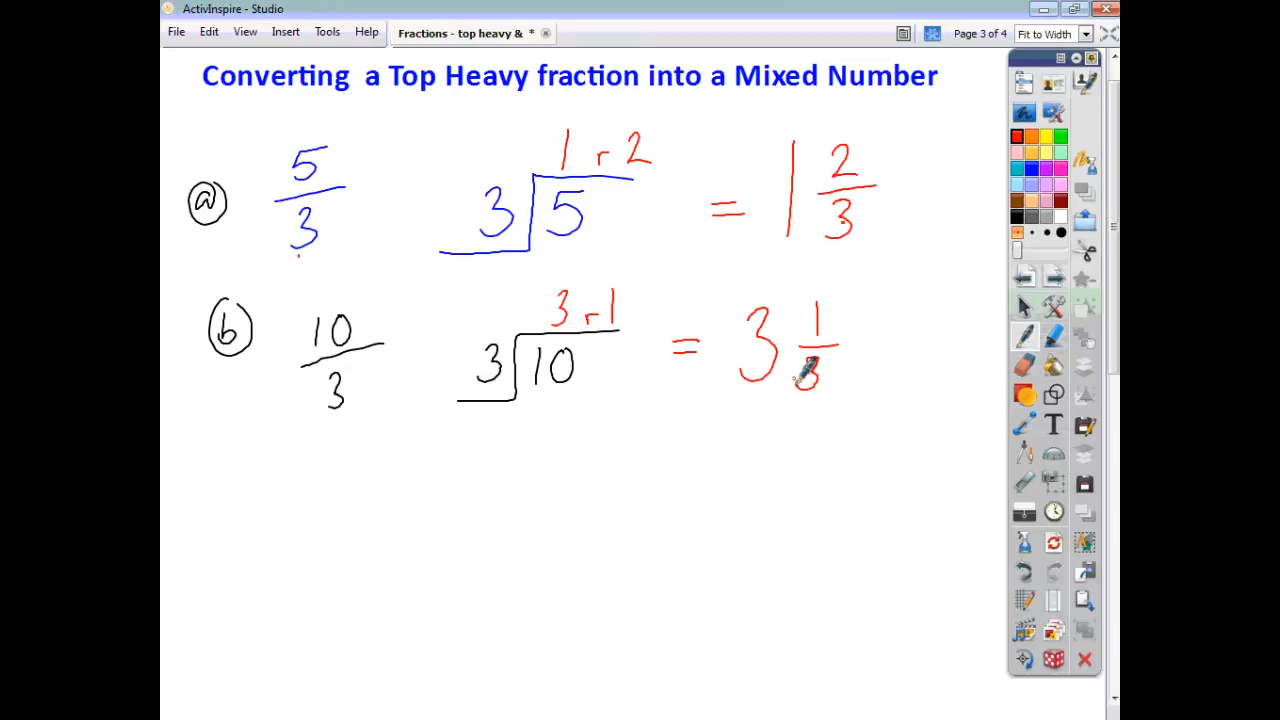 ActivInspire - Studio
File Edit View Insert Tools Help Fractions - top heavy & * Page 3 of 4 Fit to Width
Converting a Top Heavy fraction into a Mixed Number
1 r 2
a 5/3 3 5 = 1 2/3
3 r 1
b 10/3 3 10 = 3 1/3
T